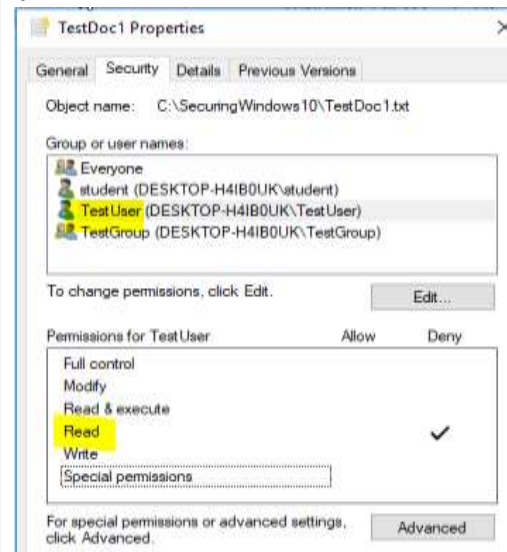 TestDoc1 Properties
General Security Details Previous Versions
Object name: C:\SecuringWindows10\TestDoc1.txt
Group or user names:
Everyone
student (DESKTOP-H4IB0UK\student)
TestUser (DESKTOP-H4IB0UK\TestUser)
TestGroup (DESKTOP-H4IB0UK\TestGroup)
To change permissions, click Edit.
Edit...
Permissions for TestUser Allow Deny
Full control
Modify
Read & execute
Read
Write
Special permissions
For special permissions or advanced settings, click Advanced.
Advanced